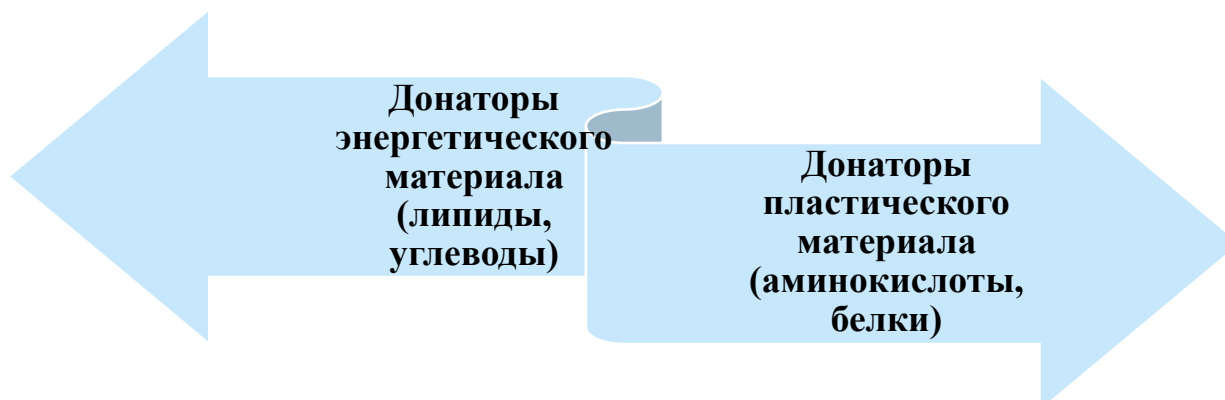 Донаторы
энергетического
материала
(липиды,
углеводы)
Донаторы
пластического
материала
(аминокислоты,
белки)